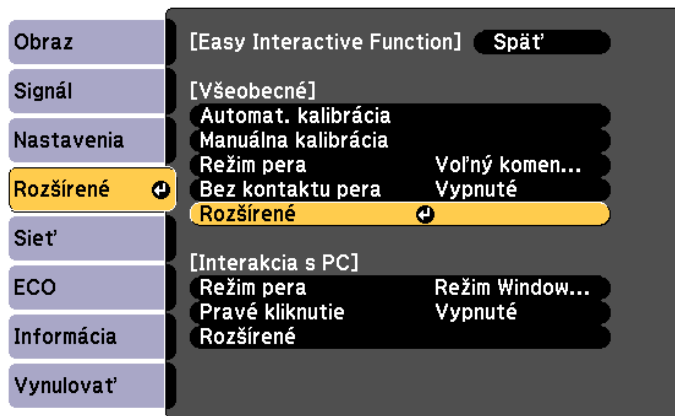 Obraz
Signál
Nastavenia
Rozšírené
Sieť
ECO
Informácia
Vynulovať
[Easy Interactive Function] Späť
[Všeobecné]
Automat. kalibrácia
Manuálna kalibrácia
Režim pera Voľný komen...
Bez kontaktu pera Vypnuté
Rozšírené
[Interakcia s PC]
Režim pera Režim Window...
Pravé kliknutie Vypnuté
Rozšírené